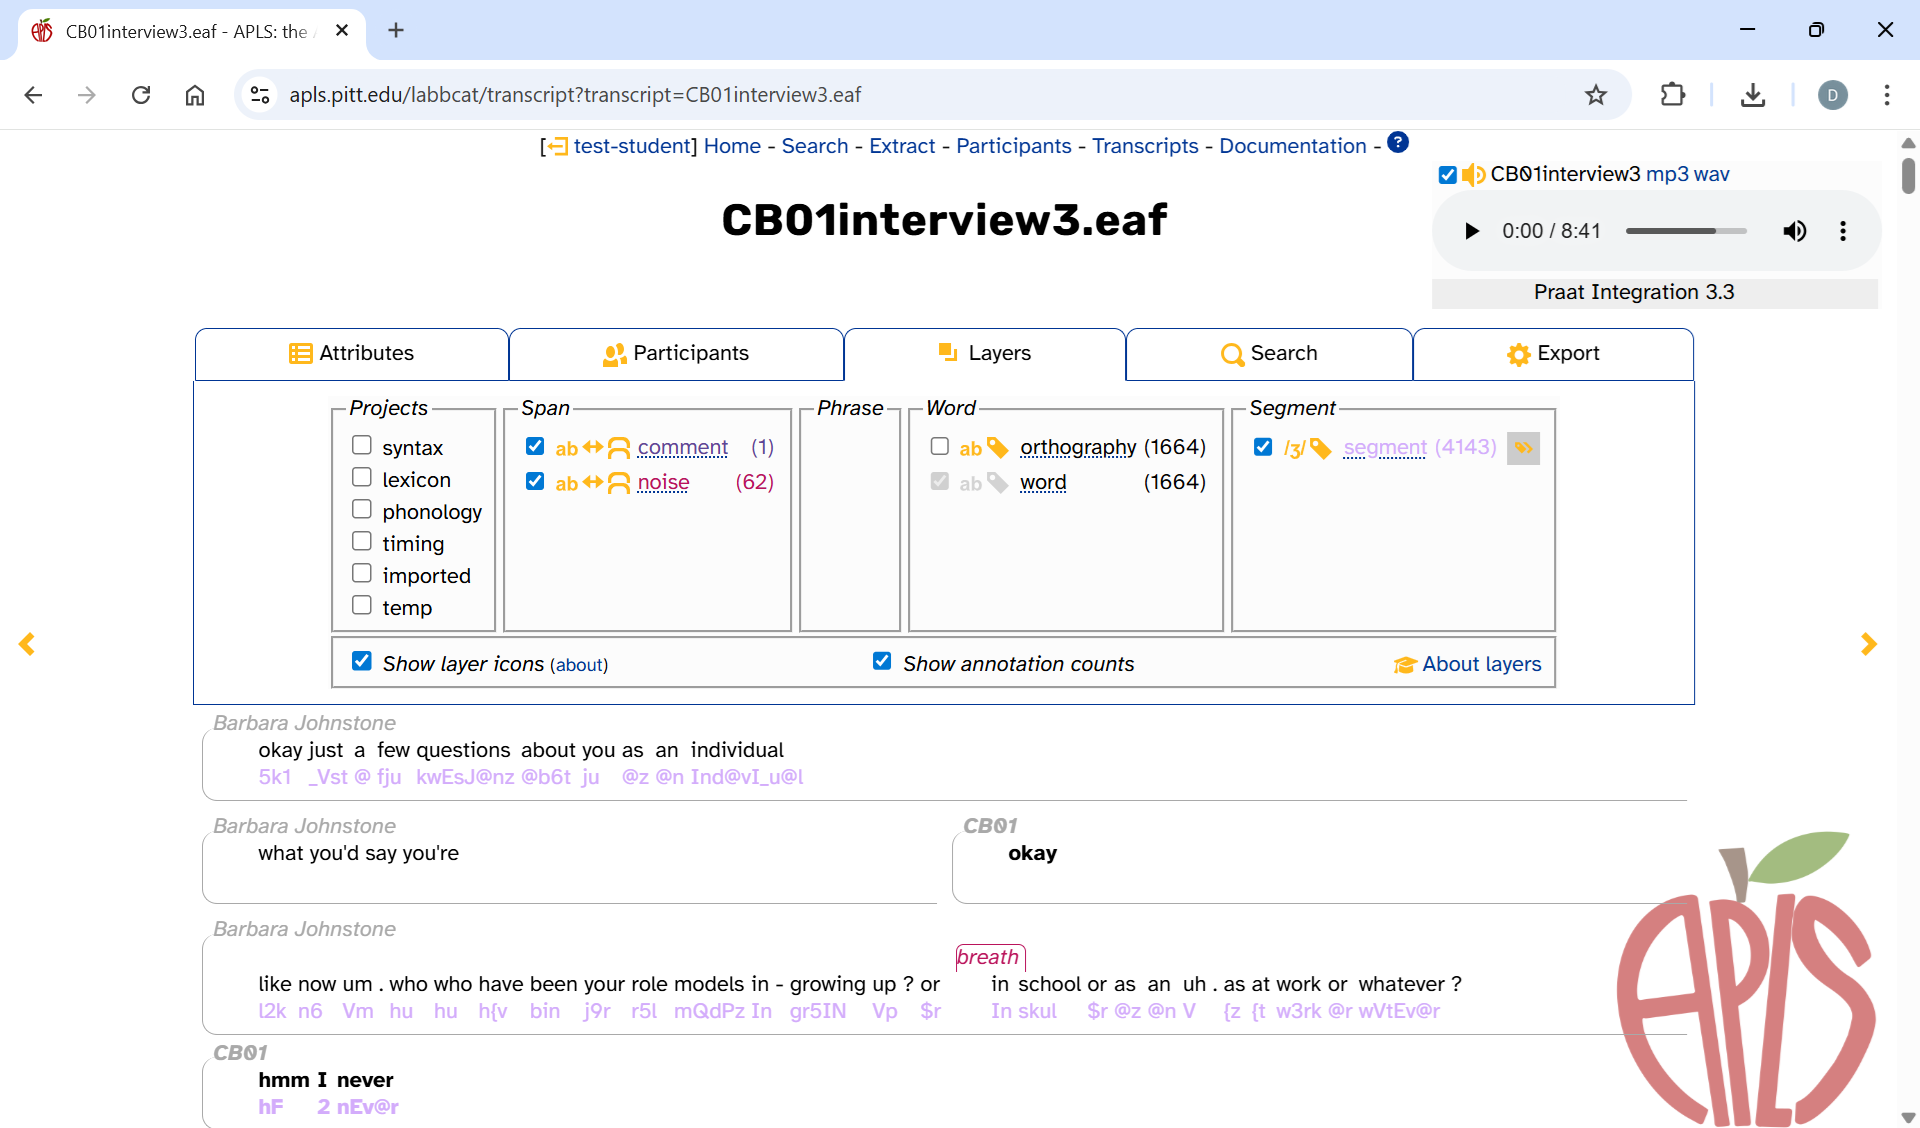 CB01interview3.eaf - APLS: the A
apls.pitt.edu/labbcat/transcript?transcript=CB01interview3.eaf
D
[ test-student] Home - Search - Extract - Participants - Transcripts - Documentation - ?
CB01interview3 mp3 wav
CB01interview3.eaf
0:00 / 8:41
Praat Integration 3.3
Attributes Participants Layers Search Export
Projects Span Phrase Word Segment
syntax ab comment (1) ab orthography (1664) /ʒ/ segment (4143)
lexicon ab noise (62) ab word (1664)
phonology
timing
imported
temp
Show layer icons (about) Show annotation counts About layers
Barbara Johnstone
okay just a few questions about you as an individual
5k1 _Vst @ fju kwEsJ@nz @b6t ju @z @n Ind@vI_u@l
Barbara Johnstone CB01
what you'd say you're okay
Barbara Johnstone
breath
like now um . who who have been your role models in - growing up ? or in school or as an uh . as at work or whatever ?
l2k n6 Vm hu hu h{v bin j9r r5l mQdPz In gr5IN Vp $r In skul $r @z @n V {z {t w3rk @r wVtEv@r
CB01
hmm I never
hF 2 nEv@r
APLS